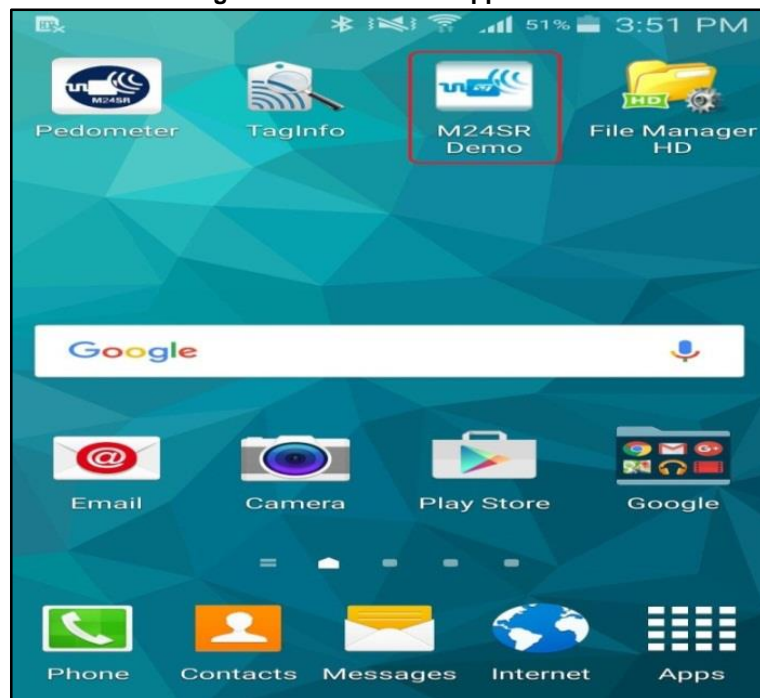 51% 3:51 PM
M24SR
Pedometer TagInfo M24SR Demo File Manager HD
Google
Email Camera Play Store Google
Phone Contacts Messages Internet Apps